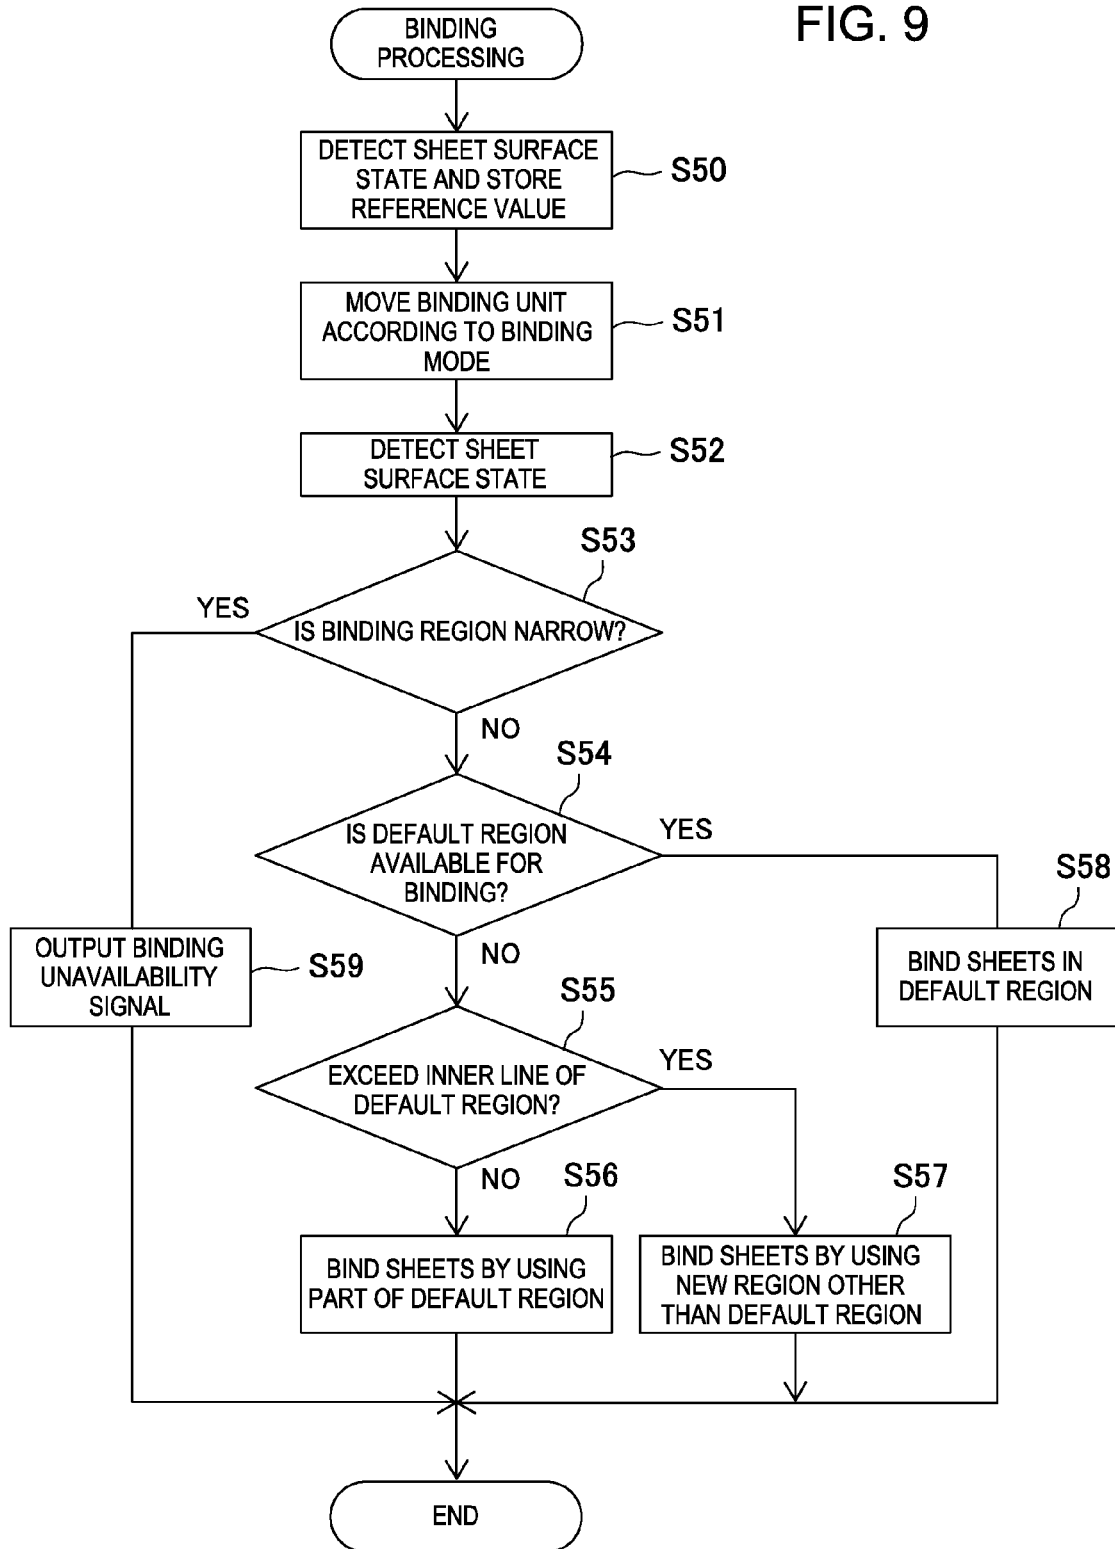 FIG. 9
BINDING
PROCESSING
DETECT SHEET SURFACE
STATE AND STORE
REFERENCE VALUE
S50
MOVE BINDING UNIT
ACCORDING TO BINDING
MODE
S51
DETECT SHEET
SURFACE STATE
S52
S53
YES
IS BINDING REGION NARROW?
NO
S54
IS DEFAULT REGION
AVAILABLE FOR
BINDING?
YES
S58
OUTPUT BINDING
UNAVAILABILITY
SIGNAL
S59
NO
BIND SHEETS IN
DEFAULT REGION
S55
EXCEED INNER LINE OF
DEFAULT REGION?
YES
NO
S56
S57
BIND SHEETS BY USING
PART OF DEFAULT REGION
BIND SHEETS BY USING
NEW REGION OTHER
THAN DEFAULT REGION
END